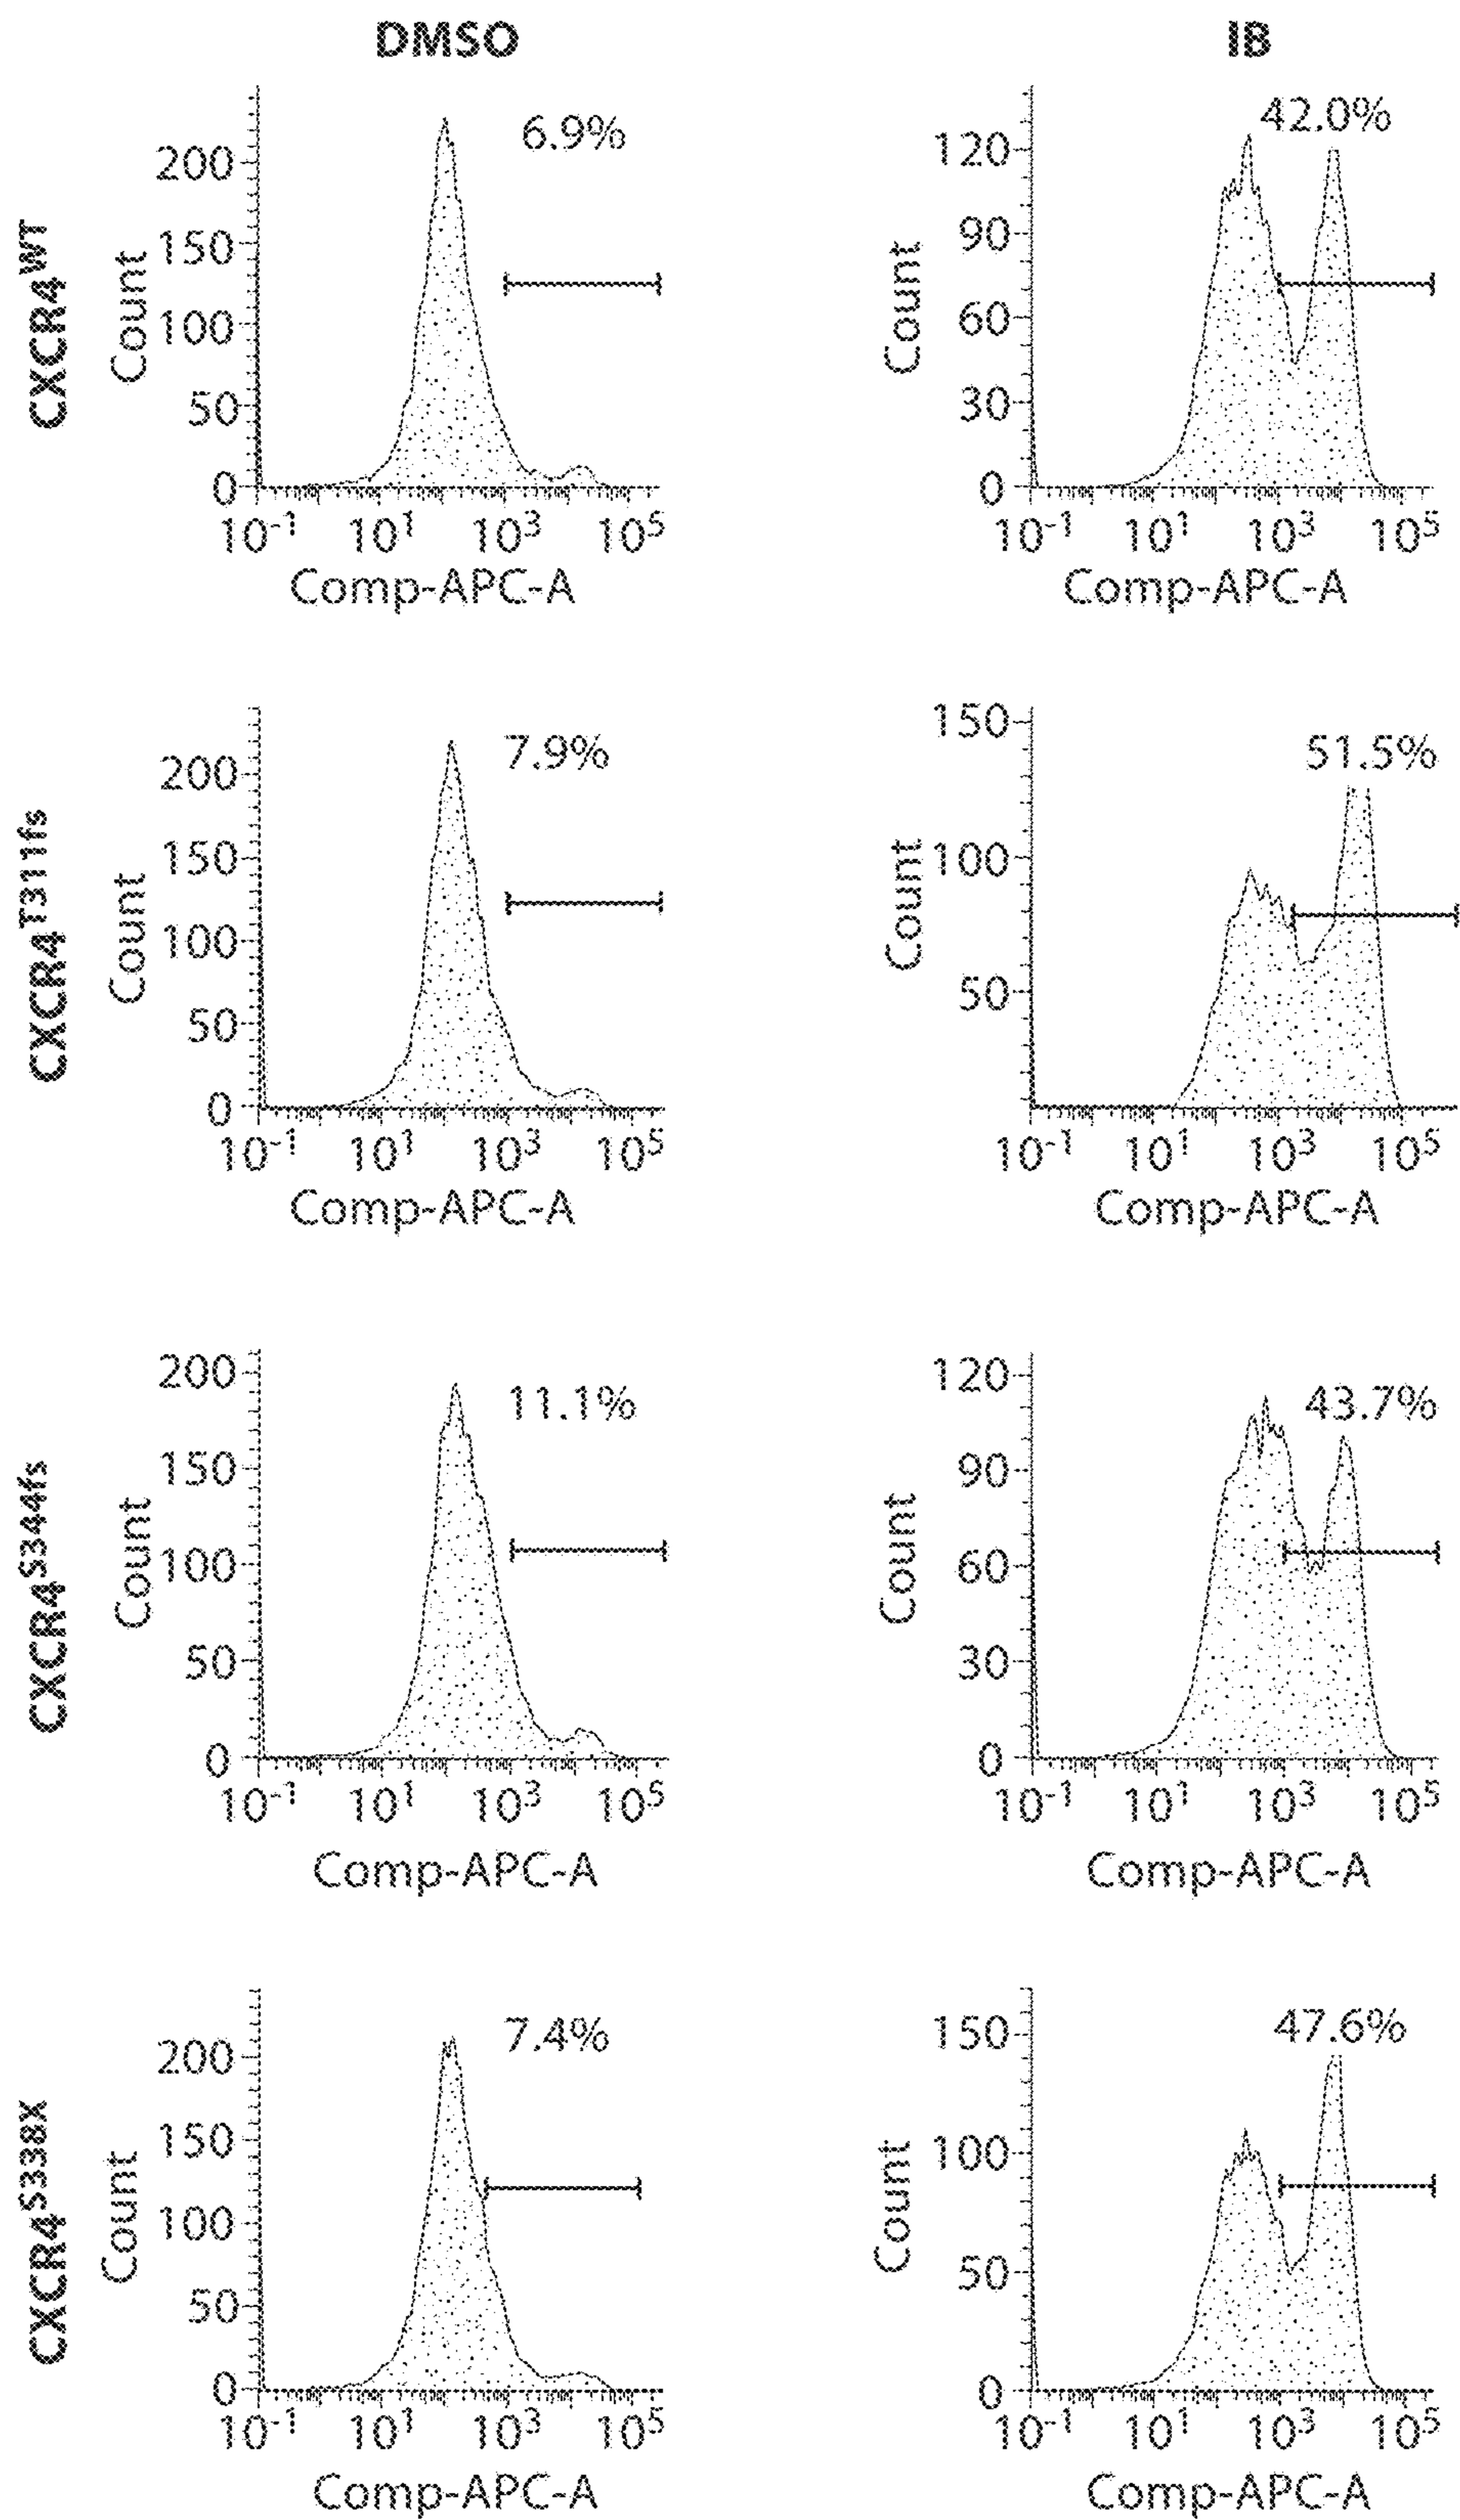 DMSO
IB
CXCR4WT
Count
200
150
100
50
0
6.9%
10-1 101 103 105
Comp-APC-A
Count
120
90
60
30
0
42.0%
10-1 101 103 105
Comp-APC-A
CXCR4T311fs
Count
200
150
100
50
0
7.9%
10-1 101 103 105
Comp-APC-A
Count
150
100
50
51.5%
10-1 101 103 105
Comp-APC-A
CXCR4S344fs
Count
200
150
100
50
0
11.1%
10-1 101 103 105
Comp-APC-A
Count
120
90
60
30
0
43.7%
10-1 101 103 105
Comp-APC-A
CXCR4S338X
Count
200
150
100
50
0
7.4%
10-1 101 103 105
Comp-APC-A
Count
150
100
50
0
47.6%
10-1 101 103 105
Comp-APC-A